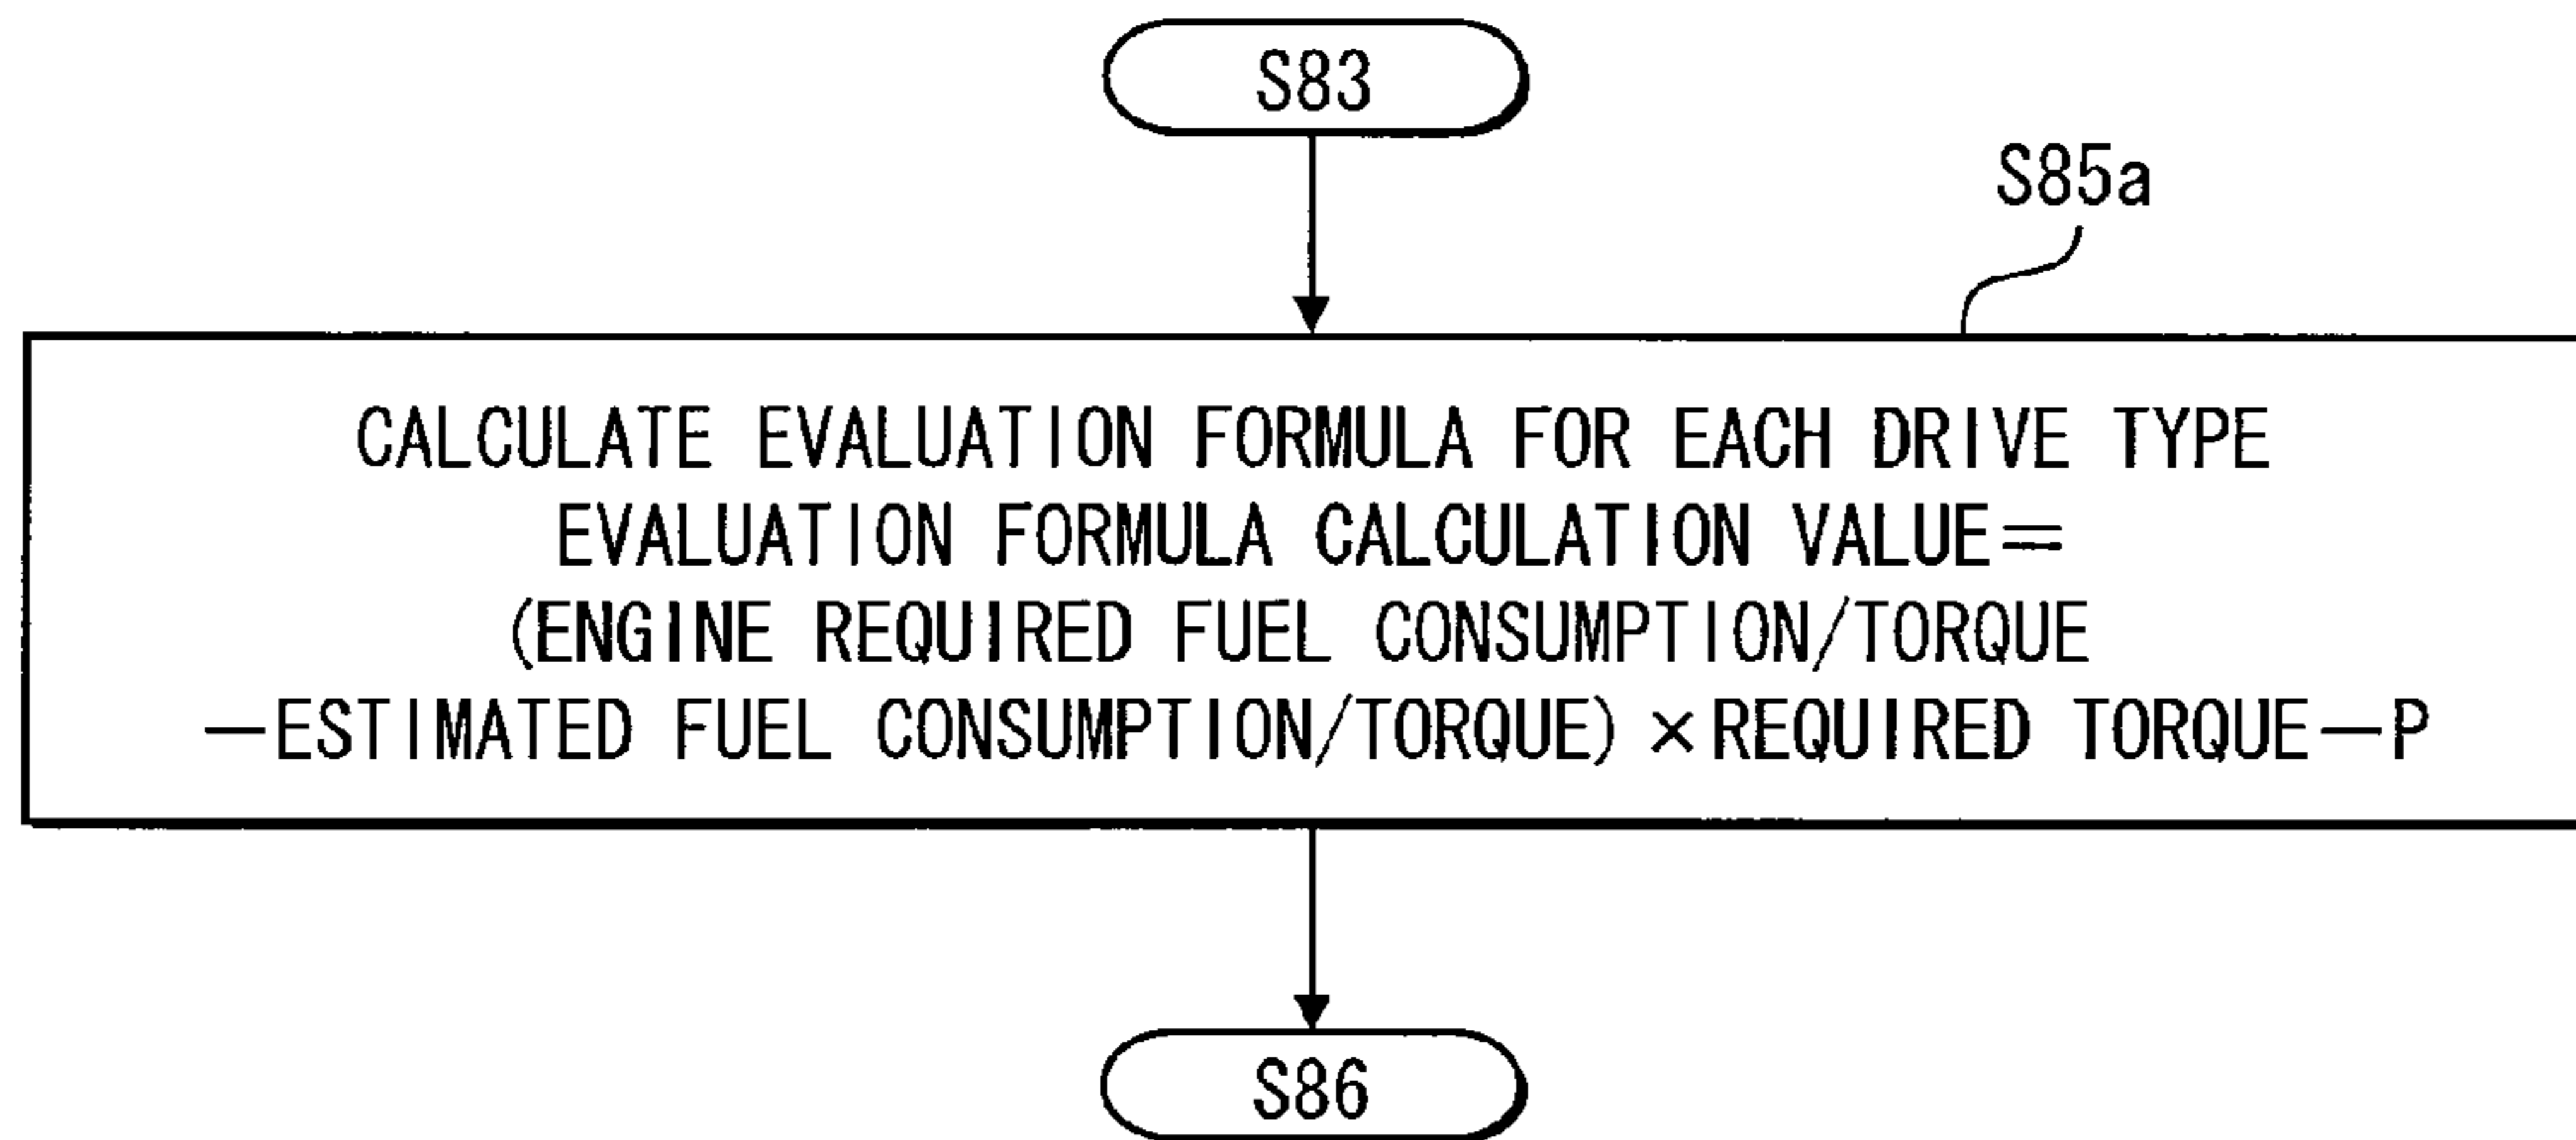 S83
S85a
CALCULATE EVALUATION FORMULA FOR EACH DRIVE TYPE
EVALUATION FORMULA CALCULATION VALUE=
(ENGINE REQUIRED FUEL CONSUMPTION/TORQUE
—ESTIMATED FUEL CONSUMPTION/TORQUE)×REQUIRED TORQUE—P
S86